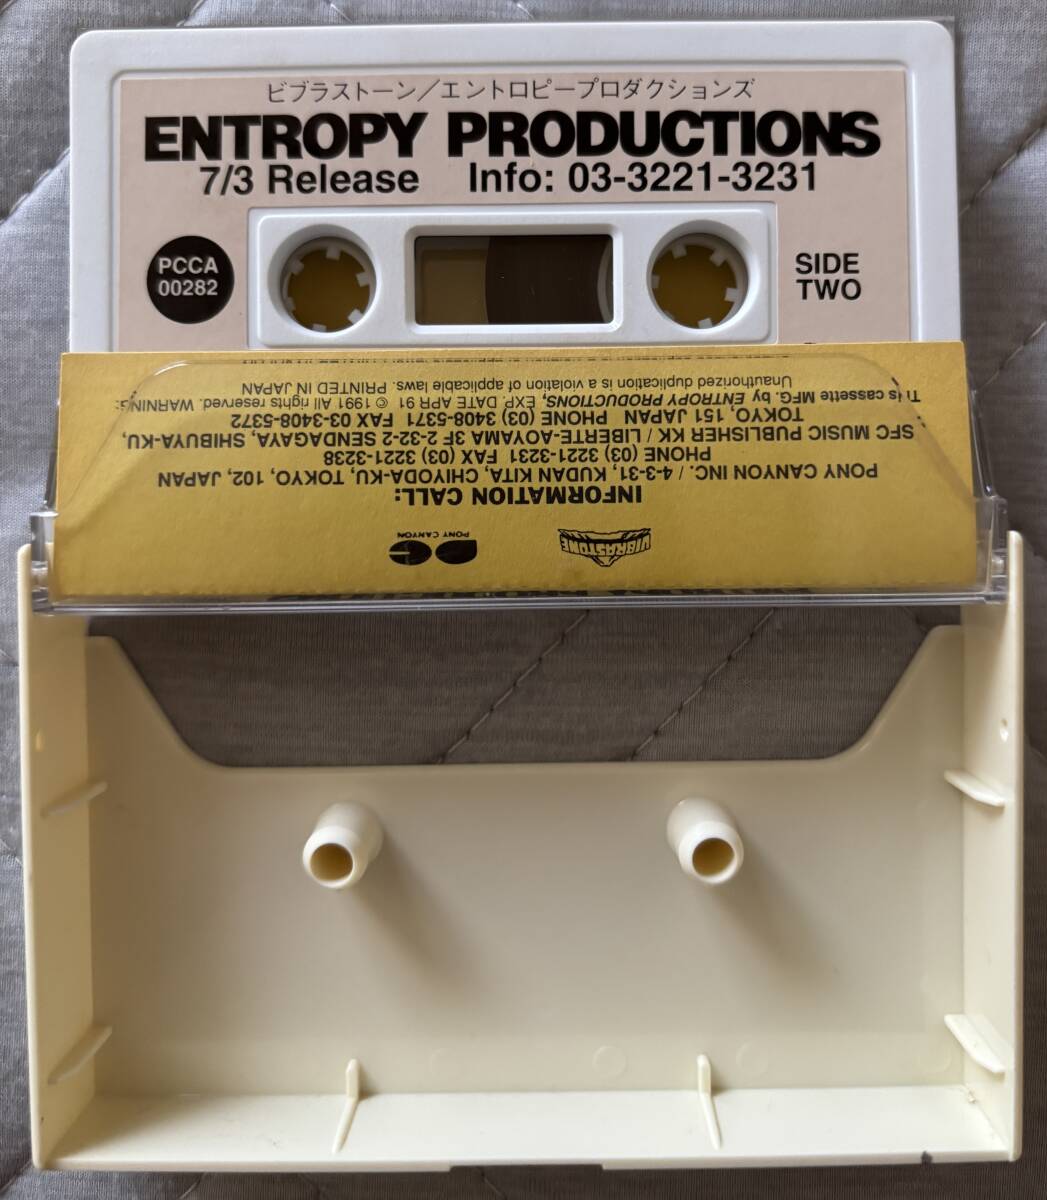 ビブラストーン／エントロピープロダクションズ
ENTROPY PRODUCTIONS
7/3 Release Info: 03-3221-3231
PCCA
00282
SIDE
TWO
VIBRASTONE
PONY CANYON
INFORMATION CALL:
PONY CANYON INC. / 4-3-31, KUDAN KITA, CHIYODA-KU, TOKYO, 102, JAPAN
PHONE (03) 3221-3231 FAX (03) 3221-3238
SFC MUSIC PUBLISHER KK / LIBERTE-AOYAMA 3F 2-32-2 SENDAGAYA, SHIBUYA-KU,
TOKYO, 151 JAPAN PHONE (03) 3408-5371 FAX 03-3408-5372
This cassette MFG. by ENTROPY PRODUCTIONS, EXP. DATE APR 91 © 1991 All rights reserved. WARNING:
Unauthorized duplication is a violation of applicable laws. PRINTED IN JAPAN